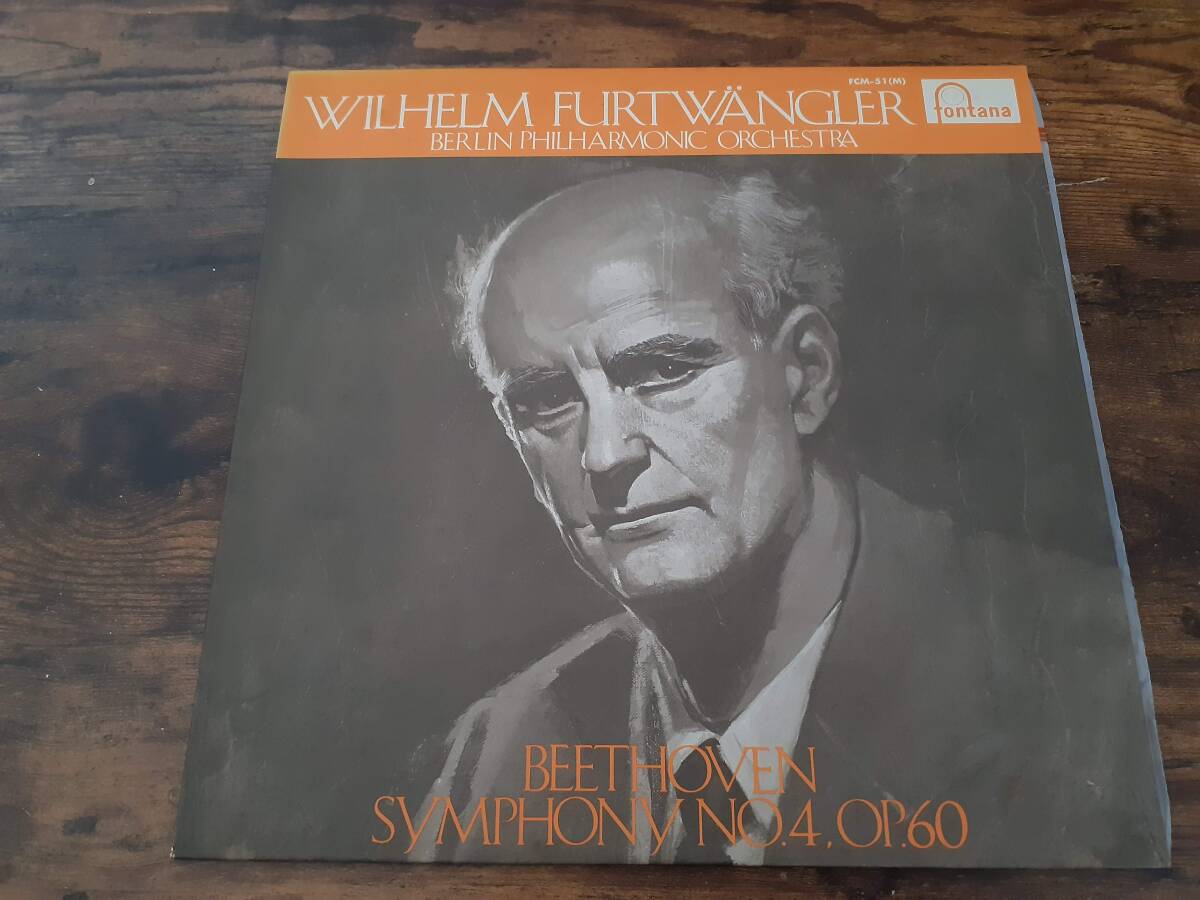 FCM-51(M)
WILHELM FURTWÄNGLER
fontana
BERLIN PHILHARMONIC ORCHESTRA
BEETHOVEN
SYMPHONY NO.4, OP.60